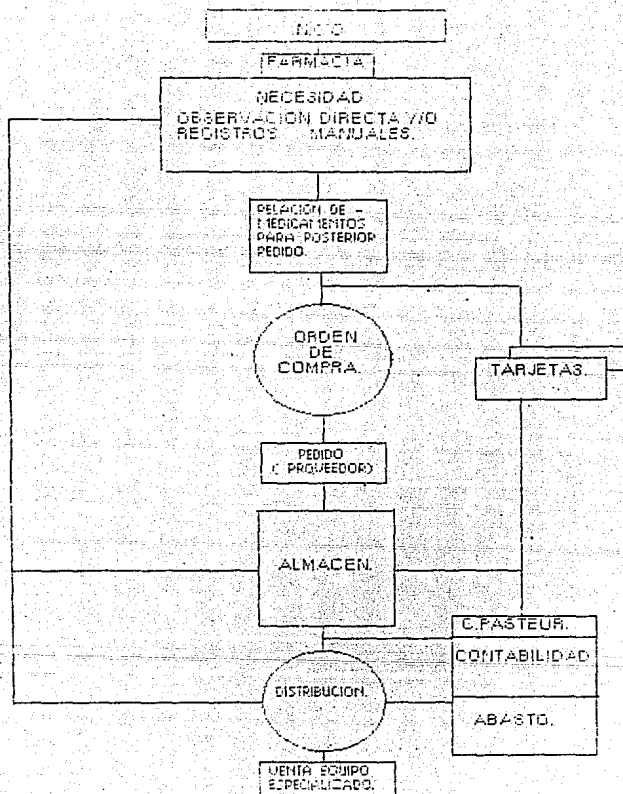 INICIO
FARMACIA
NECESIDAD
OBSERVACION DIRECTA Y/O
REGISTROS MANUALES.
RELACION DE -
MEDICAMENTOS
PARA POSTERIOR
PEDIDO.
ORDEN
DE
COMPRA.
TARJETAS.
PEDIDO
( PROVEEDOR)
ALMACEN.
C.PASTEUR.
CONTABILIDAD
DISTRIBUCION.
ABASTO.
VENTA EQUIPO
ESPECIALIZADO.